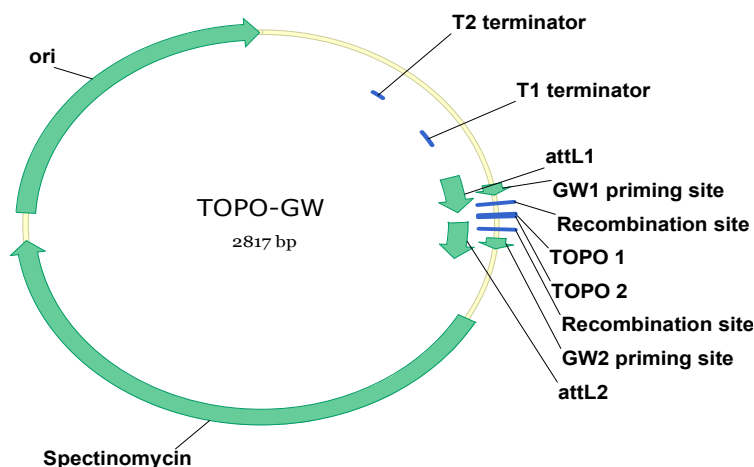 T2 terminator
ori
T1 terminator
attL1
GW1 priming site
TOPO-GW
Recombination site
2817 bp
TOPO 1
TOPO 2
Recombination site
GW2 priming site
attL2
Spectinomycin